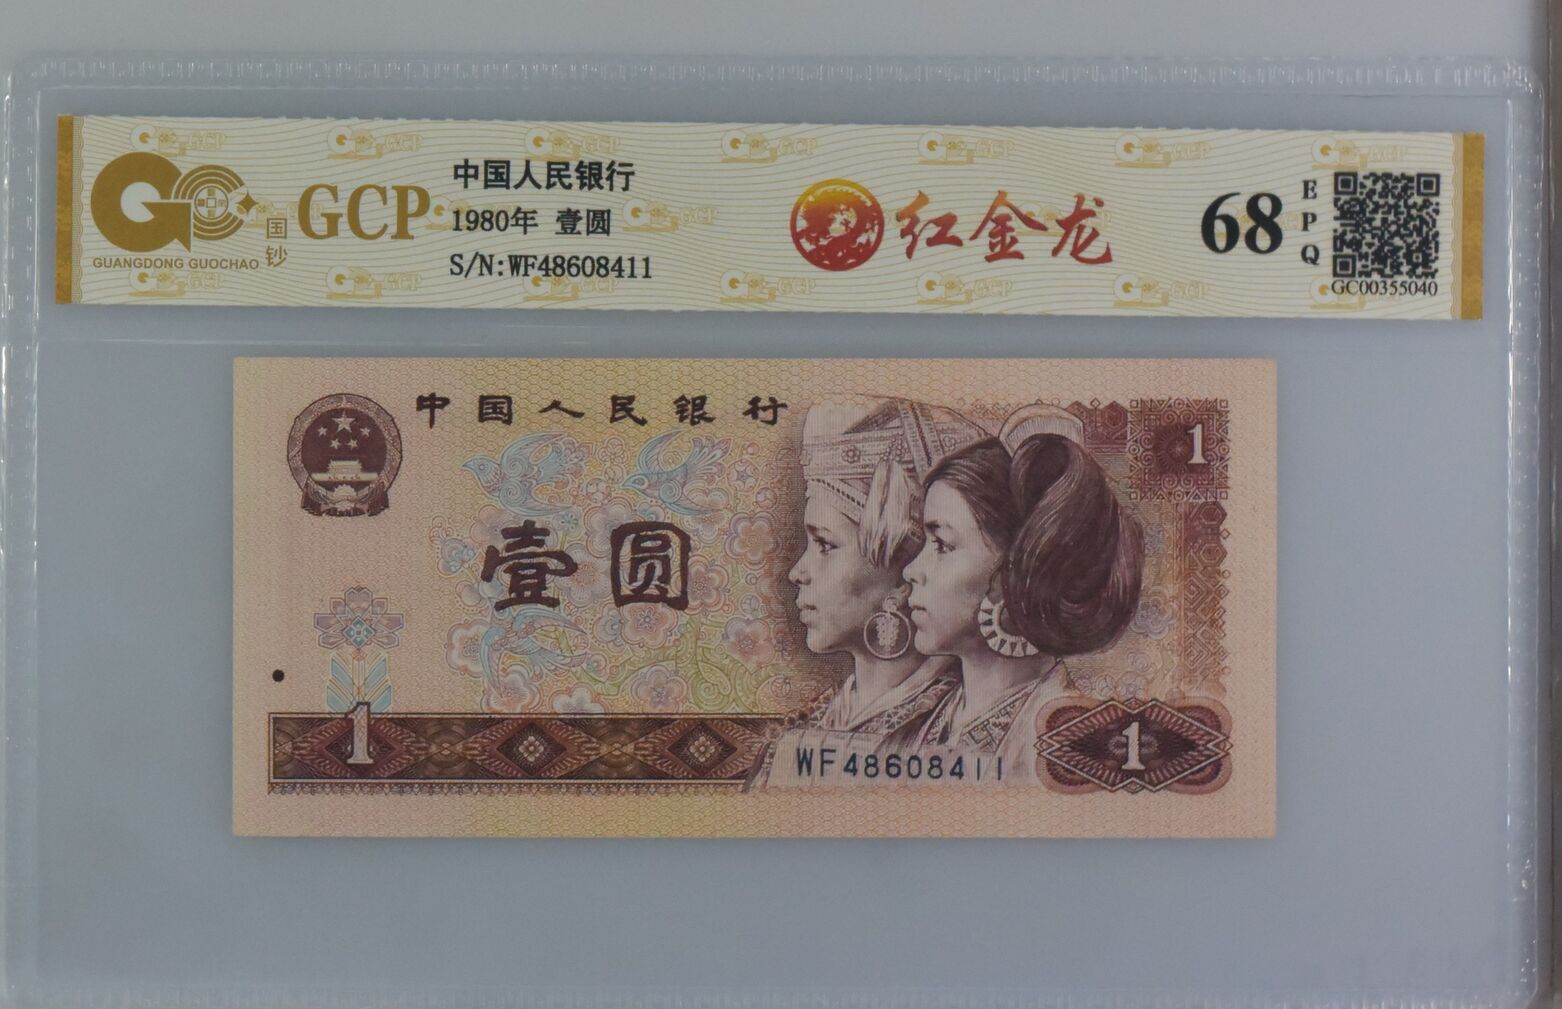 GUANGDONG GUOCHAO
国钞
GCP
中国人民银行
1980年 壹圆
S/N:WF48608411
红金龙
68
EPQ
GC00355040
中国人民银行
1
壹圆
1
WF48608411
1